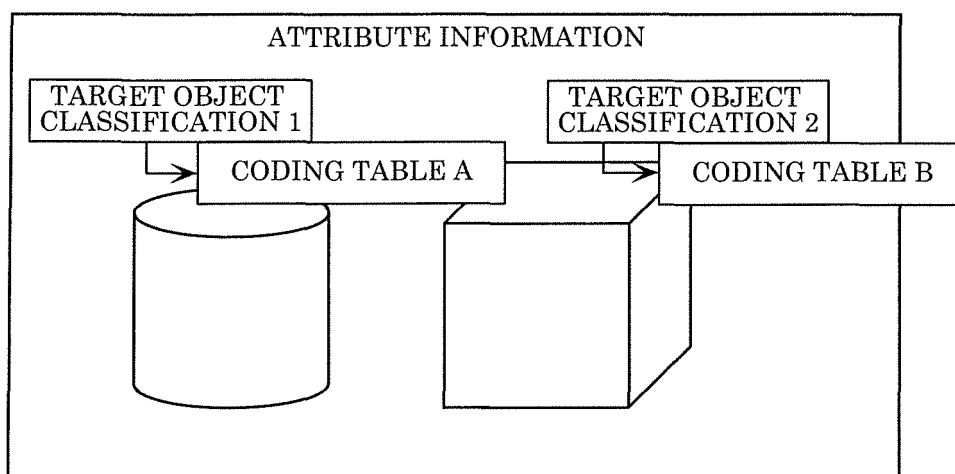 ATTRIBUTE INFORMATION
TARGET OBJECT
CLASSIFICATION 1
TARGET OBJECT
CLASSIFICATION 2
CODING TABLE A
CODING TABLE B